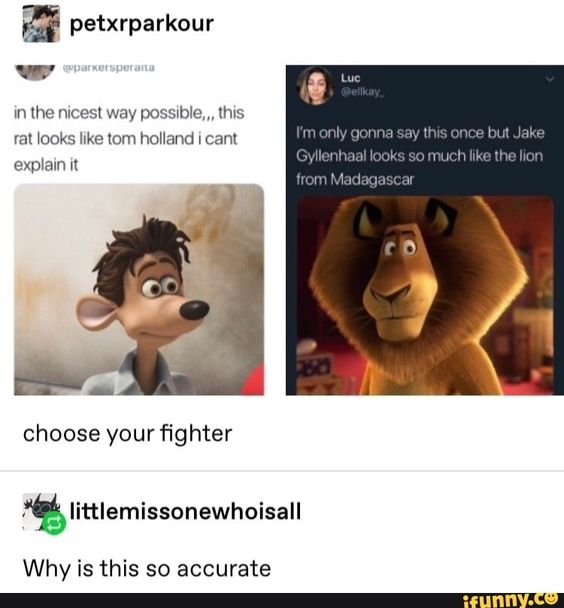 petxrparkour
@parkersperalta
in the nicest way possible,,, this
rat looks like tom holland i cant
explain it
Luc
@ellkay_
I'm only gonna say this once but Jake
Gyllenhaal looks so much like the lion
from Madagascar
choose your fighter
littlemissonewhoisall
Why is this so accurate
ifunny.co